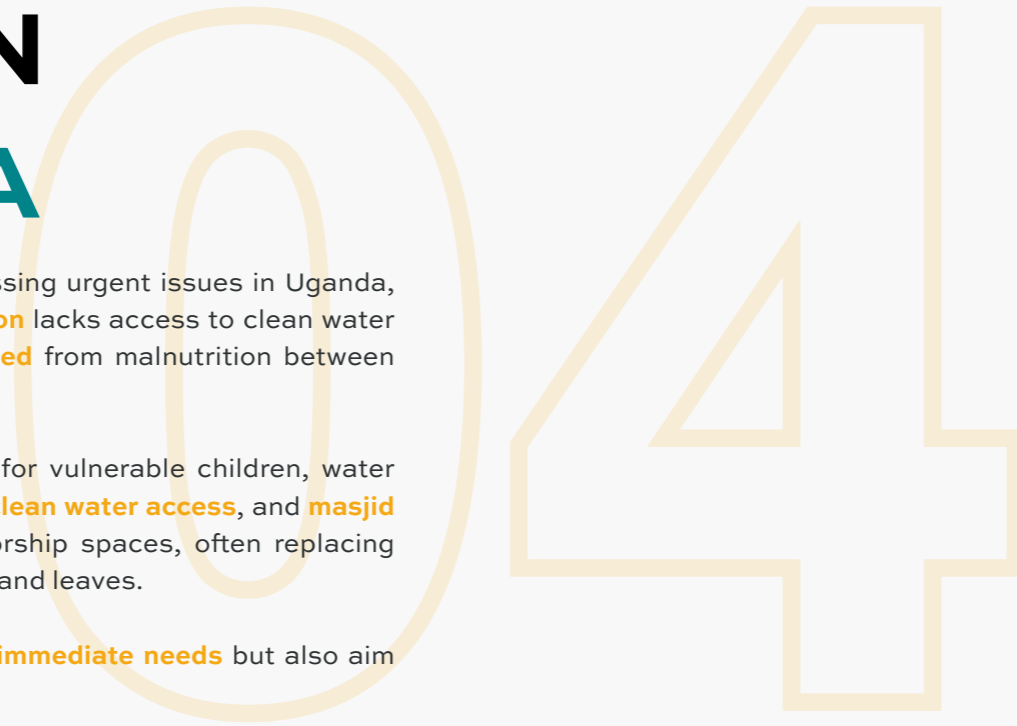 N
A
04
ssing urgent issues in Uganda,
on lacks access to clean water
ed from malnutrition between
for vulnerable children, water
clean water access, and masjid
orship spaces, often replacing
and leaves.
immediate needs but also aim